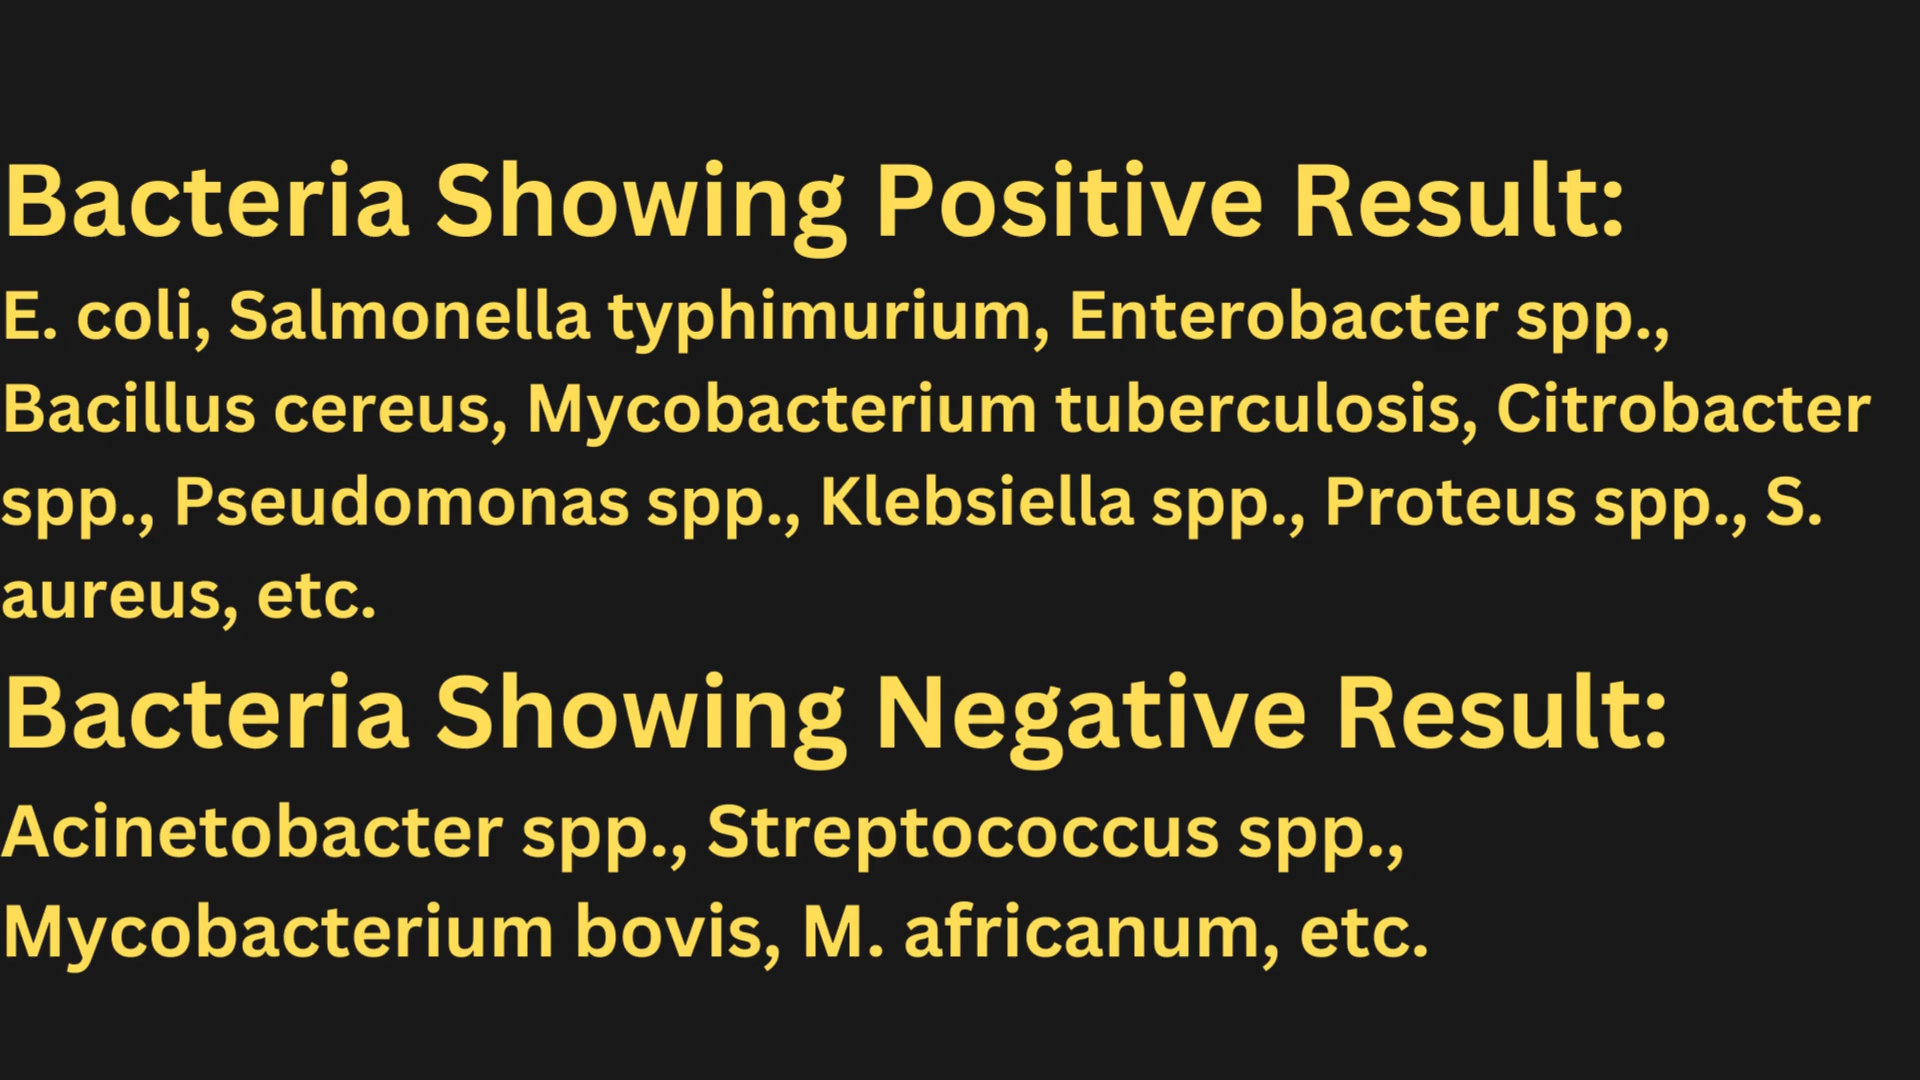 Bacteria Showing Positive Result:
E. coli, Salmonella typhimurium, Enterobacter spp.,
Bacillus cereus, Mycobacterium tuberculosis, Citrobacter
spp., Pseudomonas spp., Klebsiella spp., Proteus spp., S.
aureus, etc.
Bacteria Showing Negative Result:
Acinetobacter spp., Streptococcus spp.,
Mycobacterium bovis, M. africanum, etc.